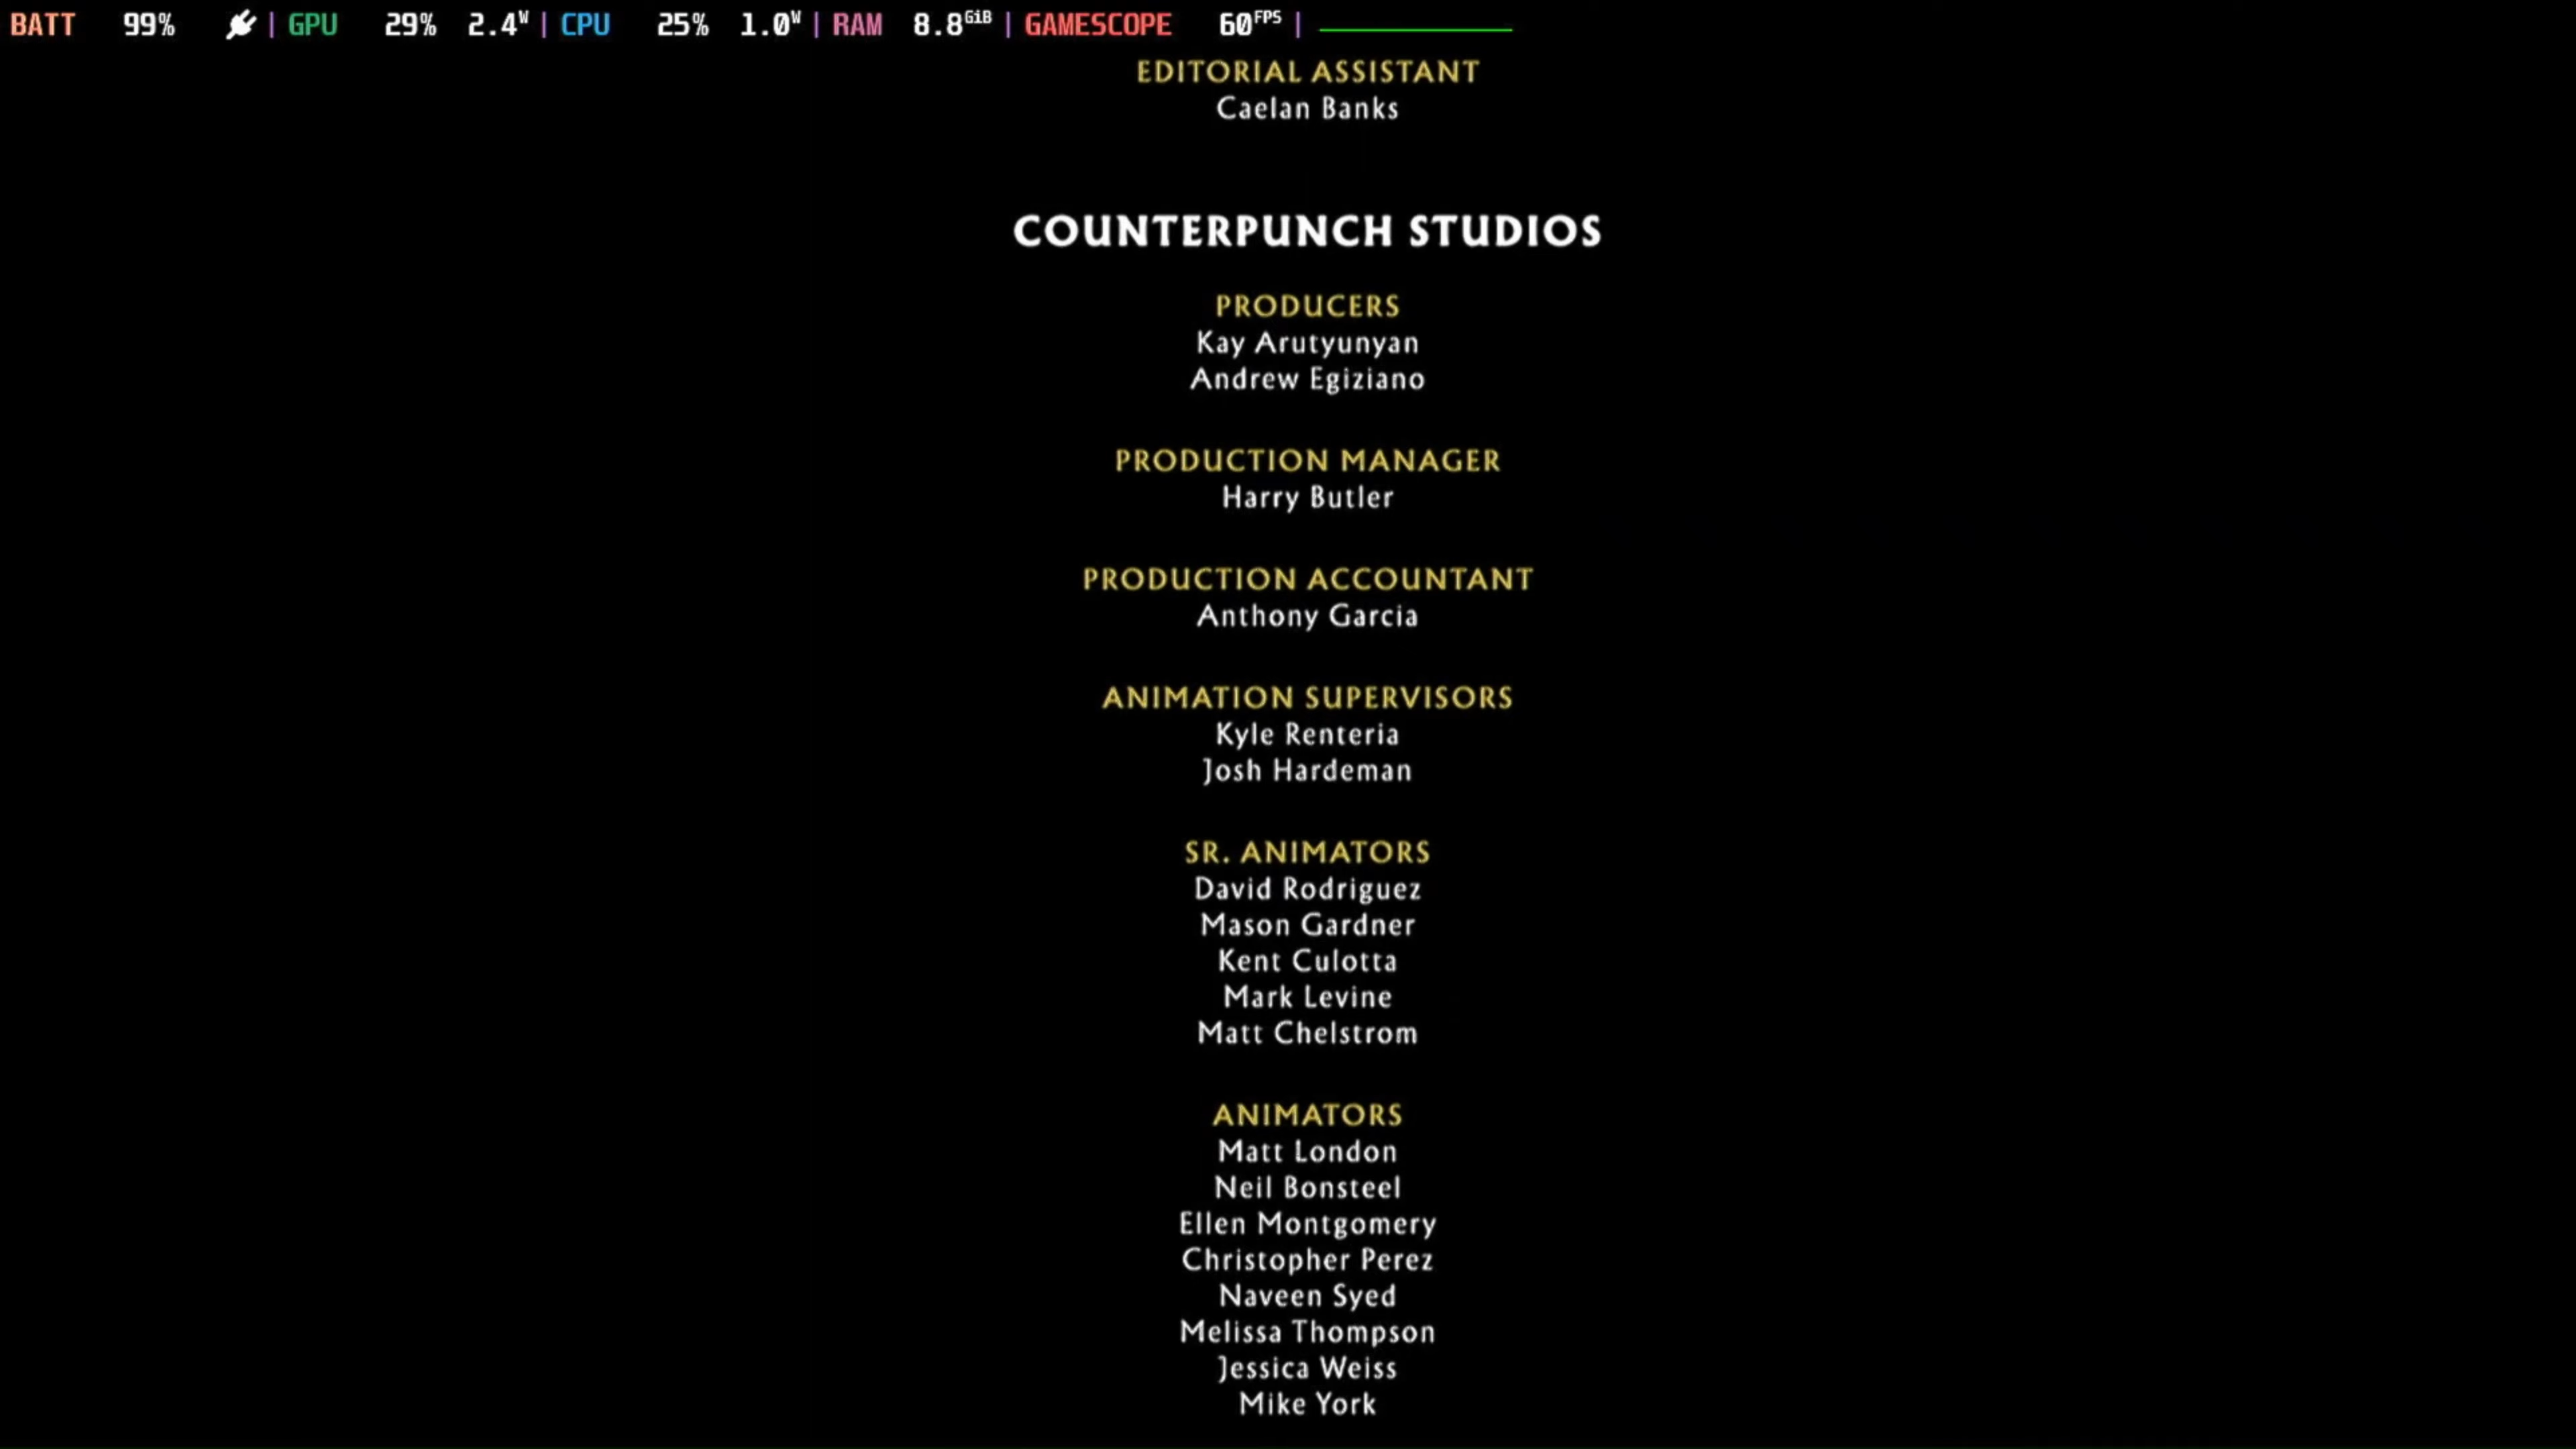 BATT 99% | GPU 29% 2.4W | CPU 25% 1.0W | RAM 8.8GiB | GAMESCOPE 60FPS |
EDITORIAL ASSISTANT
Caelan Banks
COUNTERPUNCH STUDIOS
PRODUCERS
Kay Arutyunyan
Andrew Egiziano
PRODUCTION MANAGER
Harry Butler
PRODUCTION ACCOUNTANT
Anthony Garcia
ANIMATION SUPERVISORS
Kyle Renteria
Josh Hardeman
SR. ANIMATORS
David Rodriguez
Mason Gardner
Kent Culotta
Mark Levine
Matt Chelstrom
ANIMATORS
Matt London
Neil Bonsteel
Ellen Montgomery
Christopher Perez
Naveen Syed
Melissa Thompson
Jessica Weiss
Mike York